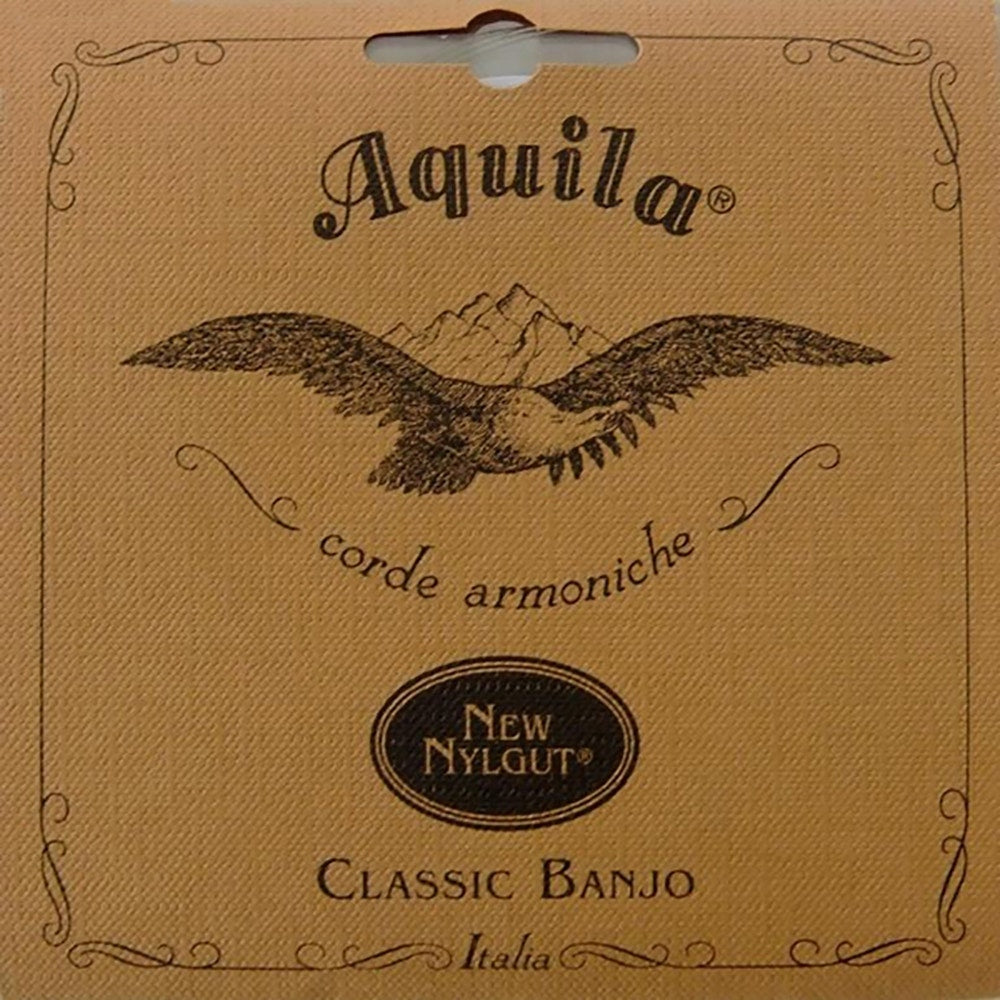 Aquila®
corde armoniche
NEW
NYLGUT®
CLASSIC BANJO
Italia